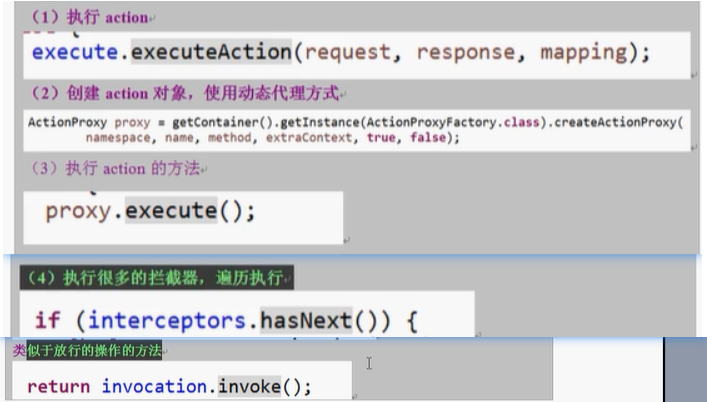 （1）执行 action
execute.executeAction(request, response, mapping);
（2）创建 action 对象，使用动态代理方式
ActionProxy proxy = getContainer().getInstance(ActionProxyFactory.class).createActionProxy(
namespace, name, method, extraContext, true, false);
（3）执行 action 的方法
proxy.execute();
（4）执行很多的拦截器，遍历执行
if (interceptors.hasNext()) {
类似于放行的操作的方法
return invocation.invoke();